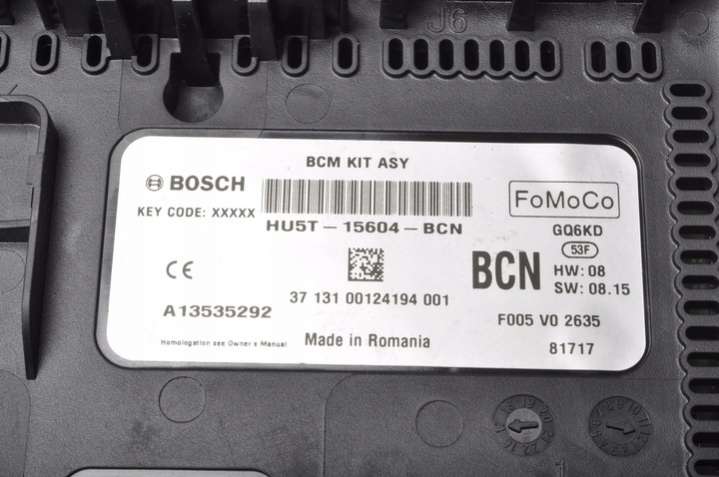 J6
BCM KIT ASY
BOSCH
FoMoCo
KEY CODE: XXXXX
HU5T-15604-BCN
GQ6KD
53F
BCN
HW: 08
SW: 08.15
CE
37 131 00124194 001
A13535292
F005 V0 2635
Homologation see Owner s Manual
Made in Romania
81717